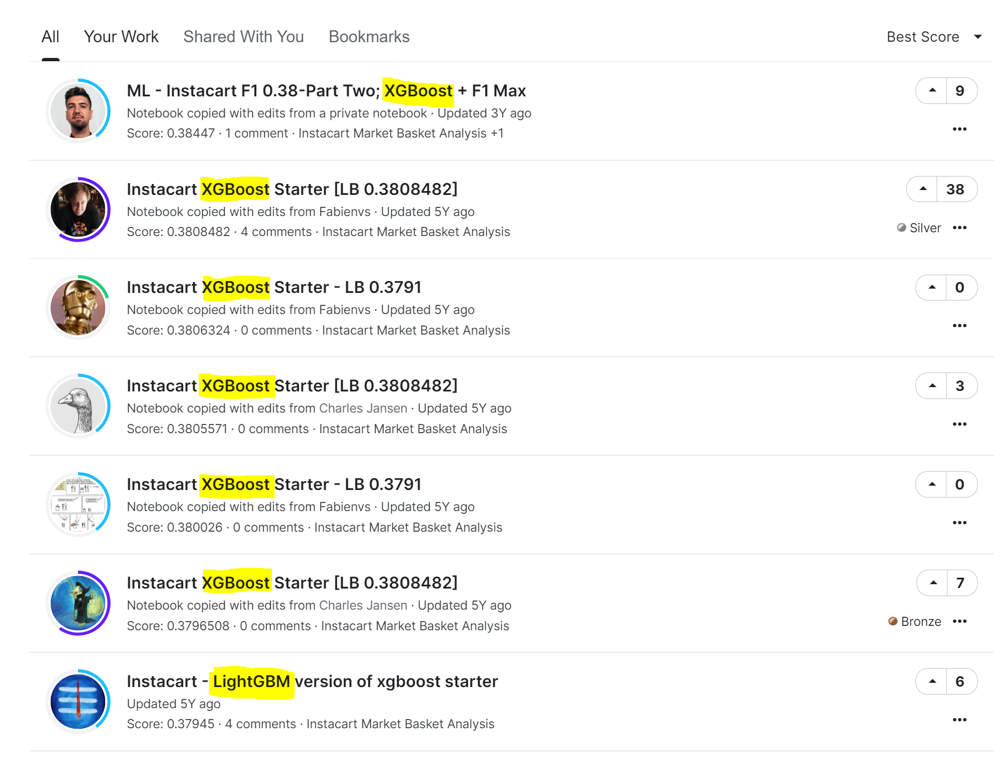 All Your Work Shared With You Bookmarks Best Score
ML - Instacart F1 0.38-Part Two; XGBoost + F1 Max
9
Notebook copied with edits from a private notebook · Updated 3Y ago
Score: 0.38447 · 1 comment · Instacart Market Basket Analysis +1
Instacart XGBoost Starter [LB 0.3808482]
38
Notebook copied with edits from Fabienvs · Updated 5Y ago
Score: 0.3808482 · 4 comments · Instacart Market Basket Analysis
Silver
Instacart XGBoost Starter - LB 0.3791
0
Notebook copied with edits from Fabienvs · Updated 5Y ago
Score: 0.3806324 · 0 comments · Instacart Market Basket Analysis
Instacart XGBoost Starter [LB 0.3808482]
3
Notebook copied with edits from Charles Jansen · Updated 5Y ago
Score: 0.3805571 · 0 comments · Instacart Market Basket Analysis
Instacart XGBoost Starter - LB 0.3791
0
Notebook copied with edits from Fabienvs · Updated 5Y ago
Score: 0.380026 · 0 comments · Instacart Market Basket Analysis
Instacart XGBoost Starter [LB 0.3808482]
7
Notebook copied with edits from Charles Jansen · Updated 5Y ago
Score: 0.3796508 · 0 comments · Instacart Market Basket Analysis
Bronze
Instacart - LightGBM version of xgboost starter
6
Updated 5Y ago
Score: 0.37945 · 4 comments · Instacart Market Basket Analysis